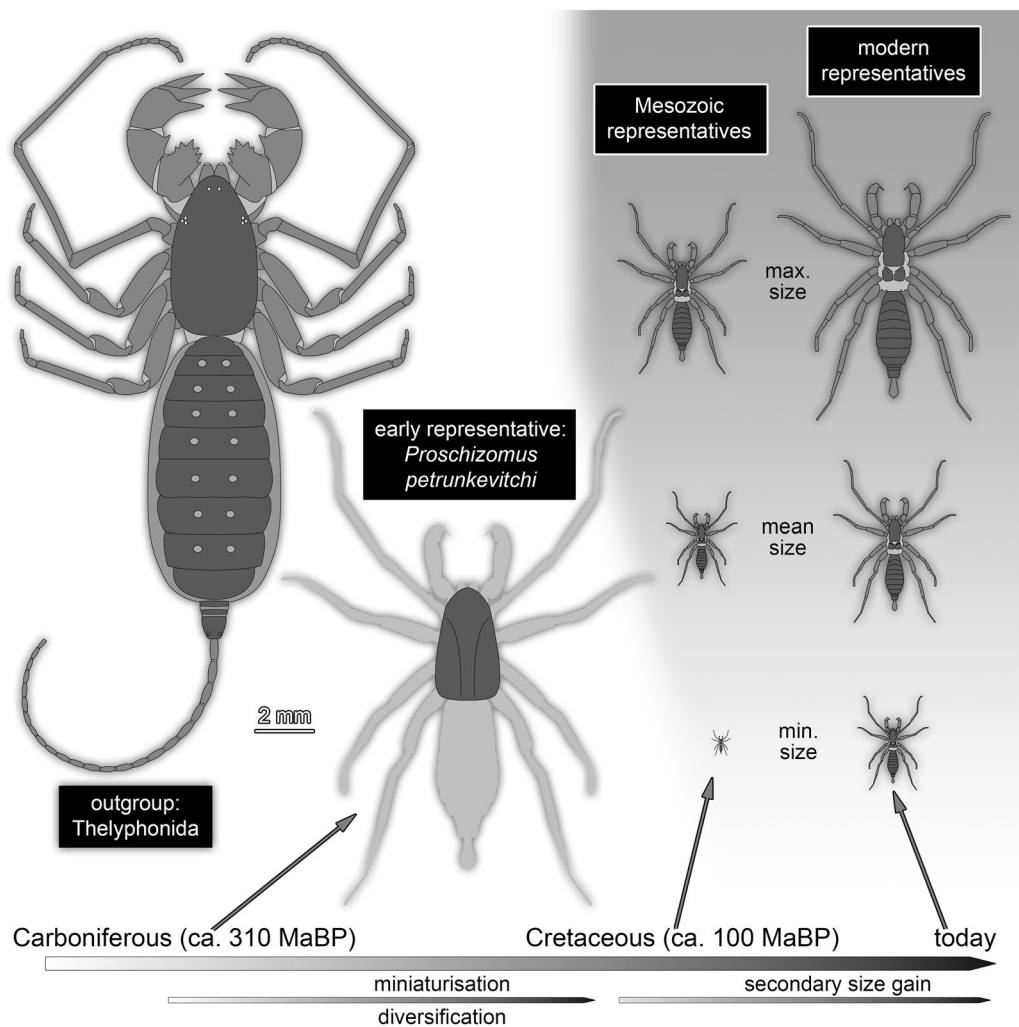 modern
representatives
Mesozoic
representatives
max.
size
early representative:
Proschizomus
petrunkevitchi
mean
size
2 mm
min.
size
outgroup:
Thelyphonida
Carboniferous (ca. 310 MaBP)
Cretaceous (ca. 100 MaBP)
today
miniaturisation
secondary size gain
diversification